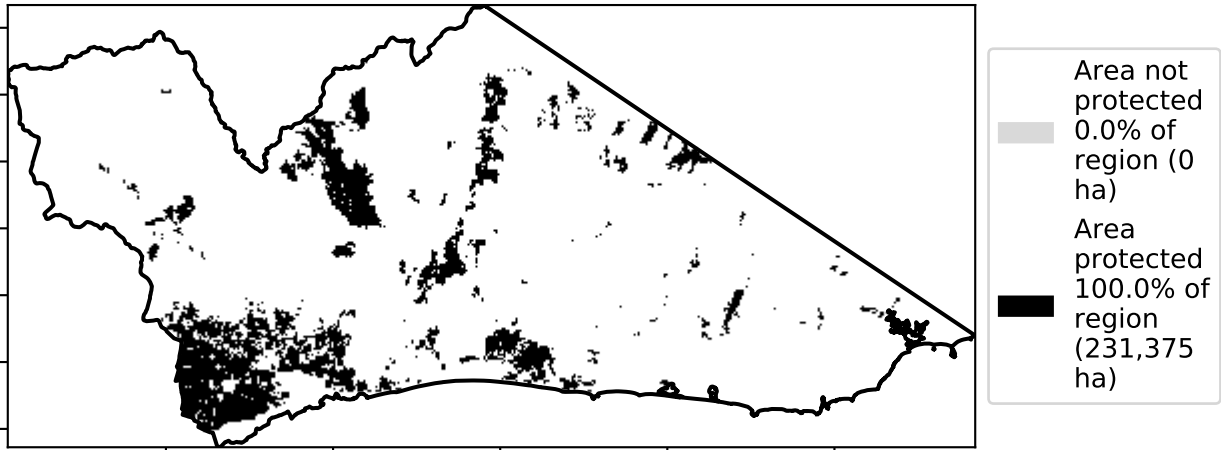 Area not
protected
0.0% of
region (0
ha)
Area
protected
100.0% of
region
(231,375
ha)